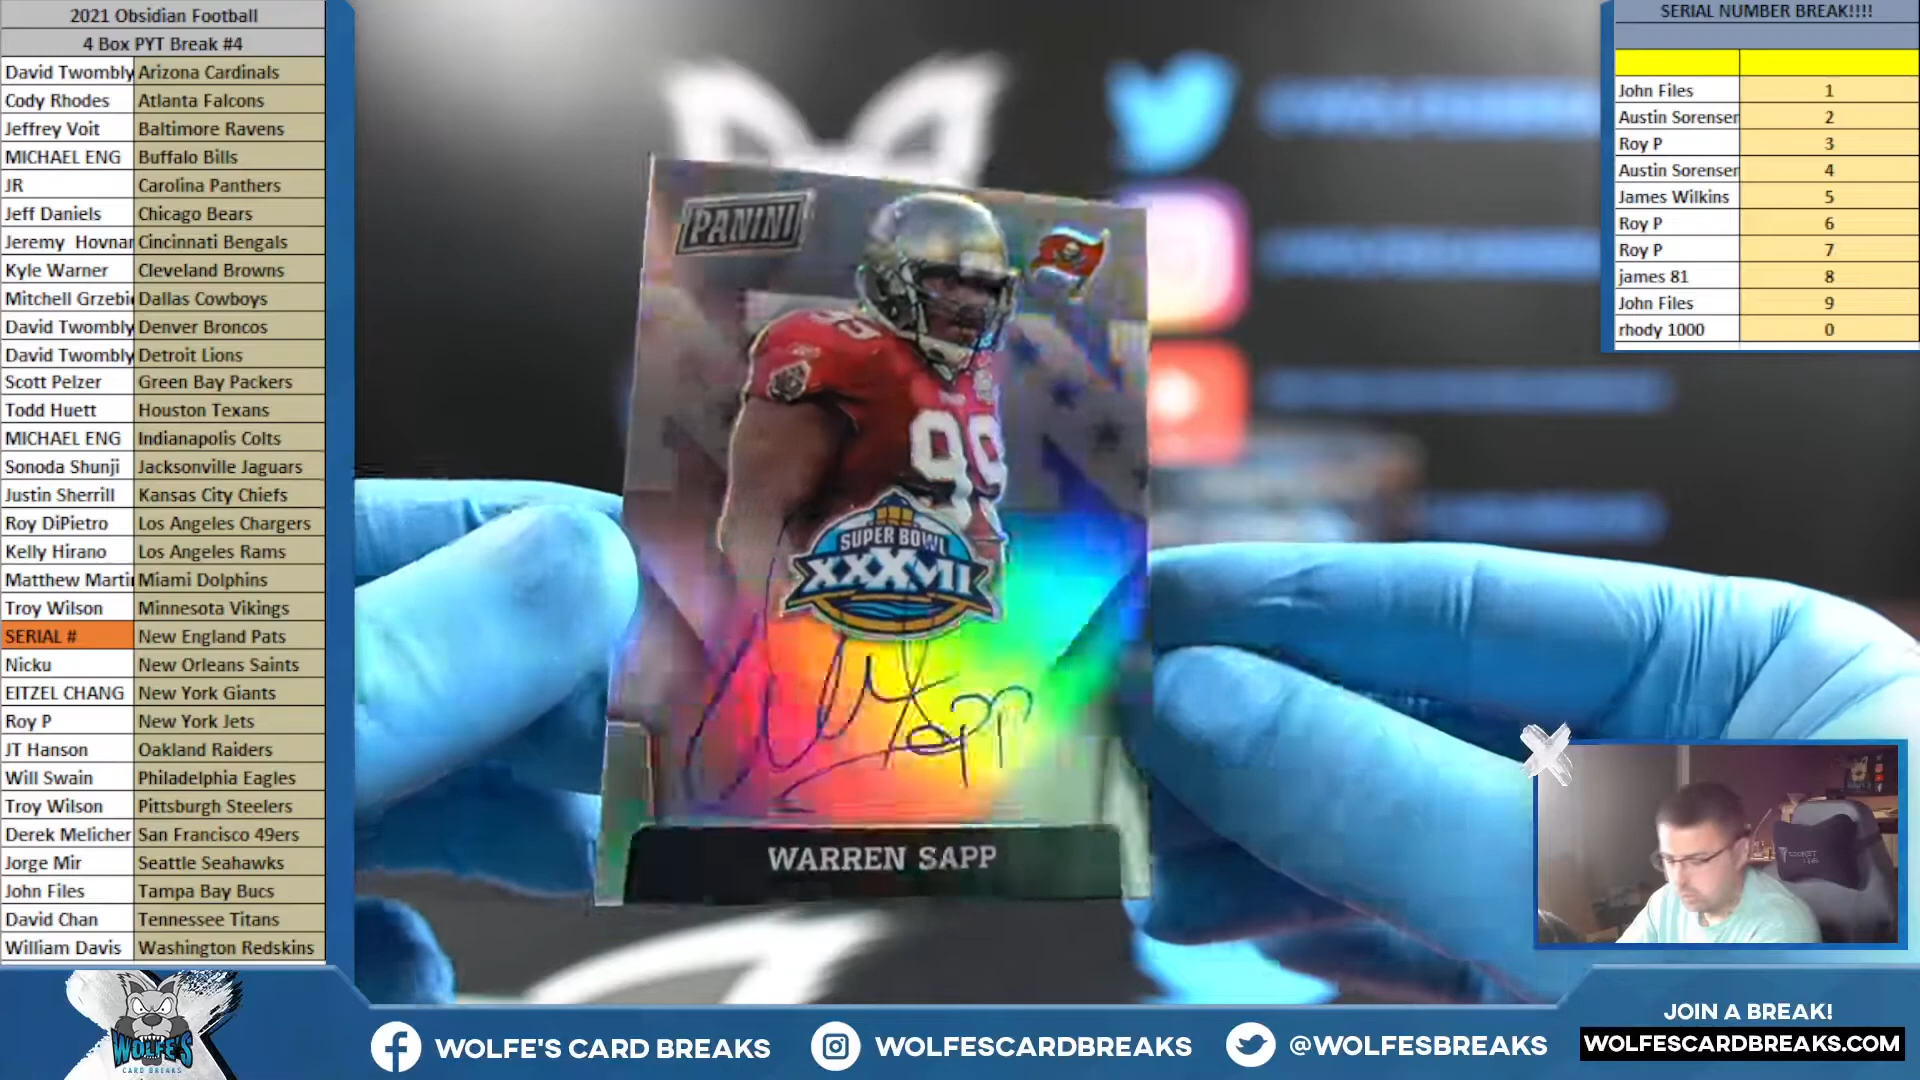 2021 Obsidian Football
4 Box PYT Break #4
David Twombly Arizona Cardinals
Cody Rhodes Atlanta Falcons
Jeffrey Voit Baltimore Ravens
MICHAEL ENG Buffalo Bills
JR Carolina Panthers
Jeff Daniels Chicago Bears
Jeremy Hovnar Cincinnati Bengals
Kyle Warner Cleveland Browns
Mitchell Grzebi Dallas Cowboys
David Twombly Denver Broncos
David Twombly Detroit Lions
Scott Pelzer Green Bay Packers
Todd Huett Houston Texans
MICHAEL ENG Indianapolis Colts
Sonoda Shunji Jacksonville Jaguars
Justin Sherrill Kansas City Chiefs
Roy DiPietro Los Angeles Chargers
Kelly Hirano Los Angeles Rams
Matthew Marti Miami Dolphins
Troy Wilson Minnesota Vikings
SERIAL # New England Pats
Nicku New Orleans Saints
EITZEL CHANG New York Giants
Roy P New York Jets
JT Hanson Oakland Raiders
Will Swain Philadelphia Eagles
Troy Wilson Pittsburgh Steelers
Derek Melicher San Francisco 49ers
Jorge Mir Seattle Seahawks
John Files Tampa Bay Bucs
David Chan Tennessee Titans
William Davis Washington Redskins
WOLFE'S
CARD BREAKS
PANINI
99
99
SUPER BOWL
XXXVII
Sapp
WARREN SAPP
SERIAL NUMBER BREAK!!!!
John Files 1
Austin Sorensen 2
Roy P 3
Austin Sorensen 4
James Wilkins 5
Roy P 6
Roy P 7
james 81 8
John Files 9
rhody 1000 0
WOLFE'S CARD BREAKS
WOLFESCARDBREAKS
@WOLFESBREAKS
JOIN A BREAK!
WOLFESCARDBREAKS.COM